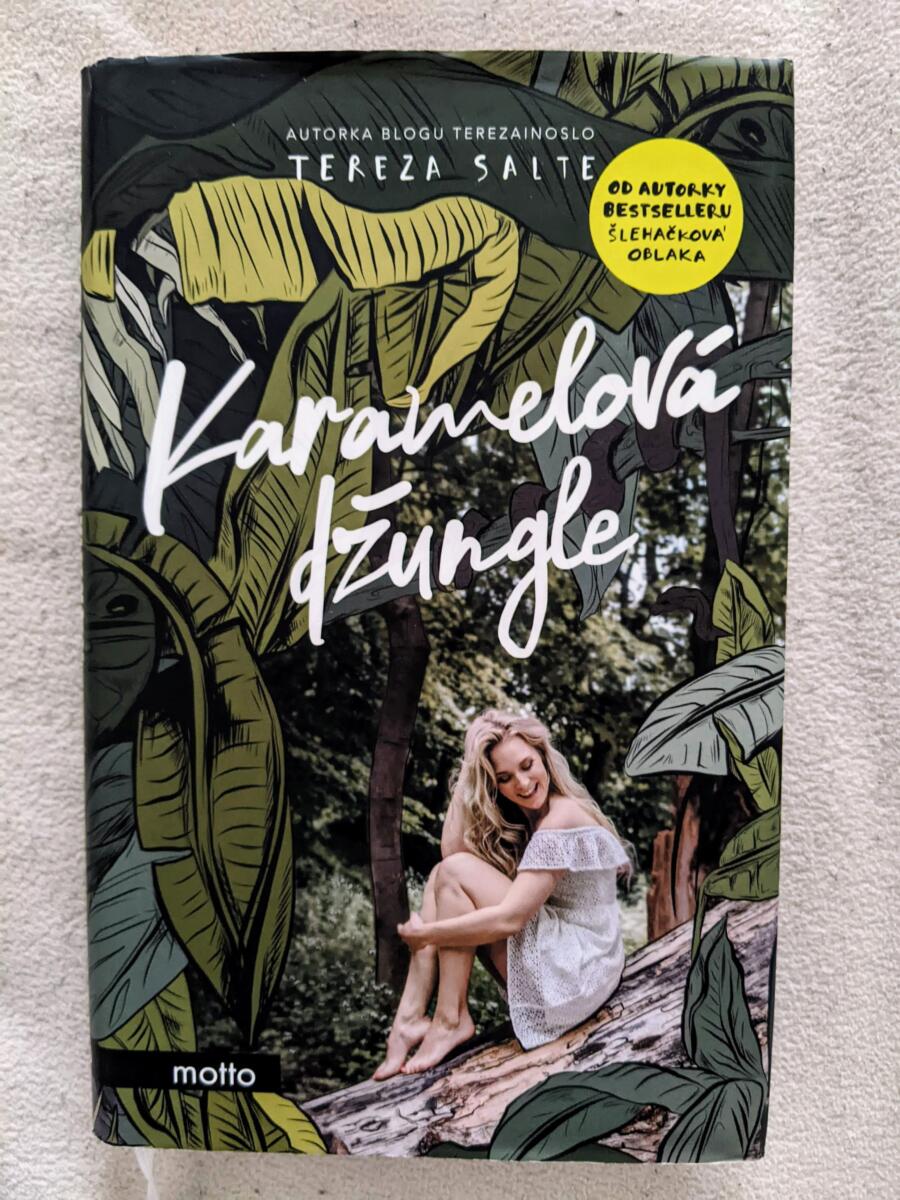 AUTORKA BLOGU TEREZAINOSLO
TEREZA SALTE
OD AUTORKY
BESTSELLERU
ŠLEHAČKOVÁ
OBLAKA
Karamelová
džungle
motto